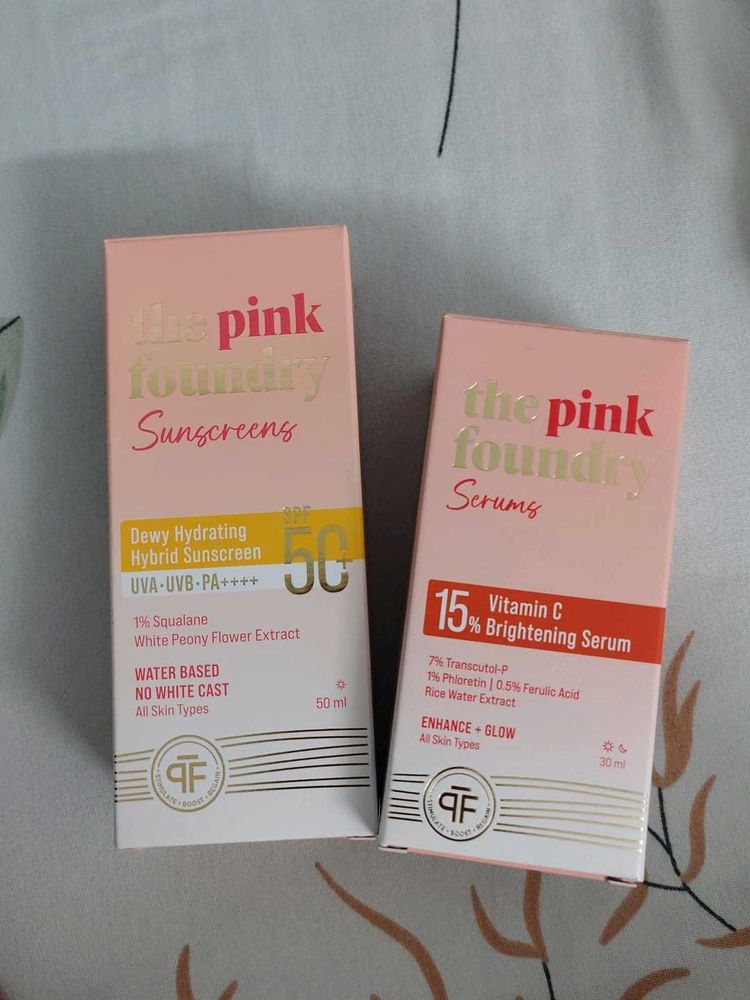 the pink
foundry
Sunscreens
Dewy Hydrating
Hybrid Sunscreen
UVA·UVB·PA++++
SPF
50+
1% Squalane
White Peony Flower Extract
WATER BASED
NO WHITE CAST
All Skin Types
50 ml
PF
STIMULATE • BOOST • REGAIN
the pink
foundry
Serums
15% Vitamin C
Brightening Serum
7% Transcutol-P
1% Phloretin | 0.5% Ferulic Acid
Rice Water Extract
ENHANCE + GLOW
All Skin Types
30 ml
PF
STIMULATE • BOOST • REGAIN